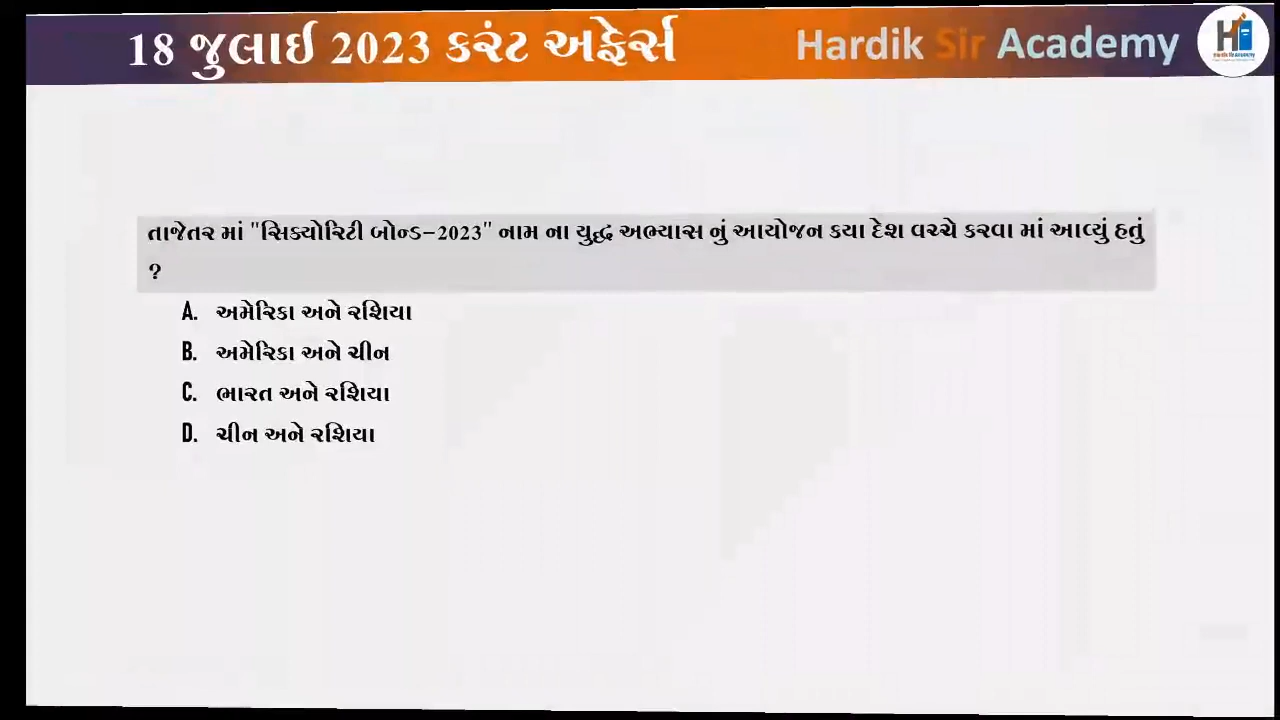 18 જુલાઈ 2023 કરંટ અફેર્સ
Hardik Sir Academy
તાજેતર માં "સિક્યોરિટી બોન્ડ-2023" નામ ના યુદ્ધ અભ્યાસ નું આયોજન કયા દેશ વચ્ચે કરવા માં આવ્યું હતું
?
A. અમેરિકા અને રશિયા
B. અમેરિકા અને ચીન
C. ભારત અને રશિયા
D. ચીન અને રશિયા